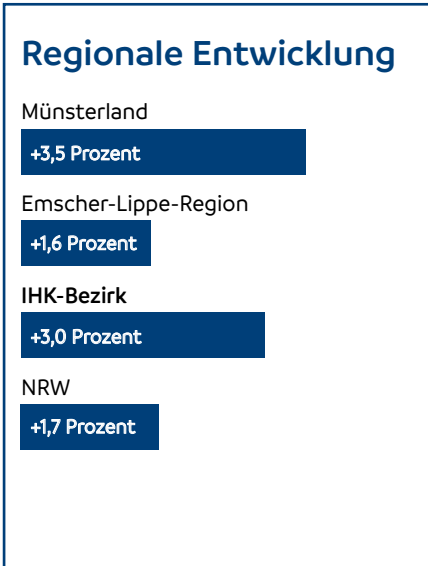 Regionale Entwicklung
Münsterland
+3,5 Prozent
Emscher-Lippe-Region
+1,6 Prozent
IHK-Bezirk
+3,0 Prozent
NRW
+1,7 Prozent